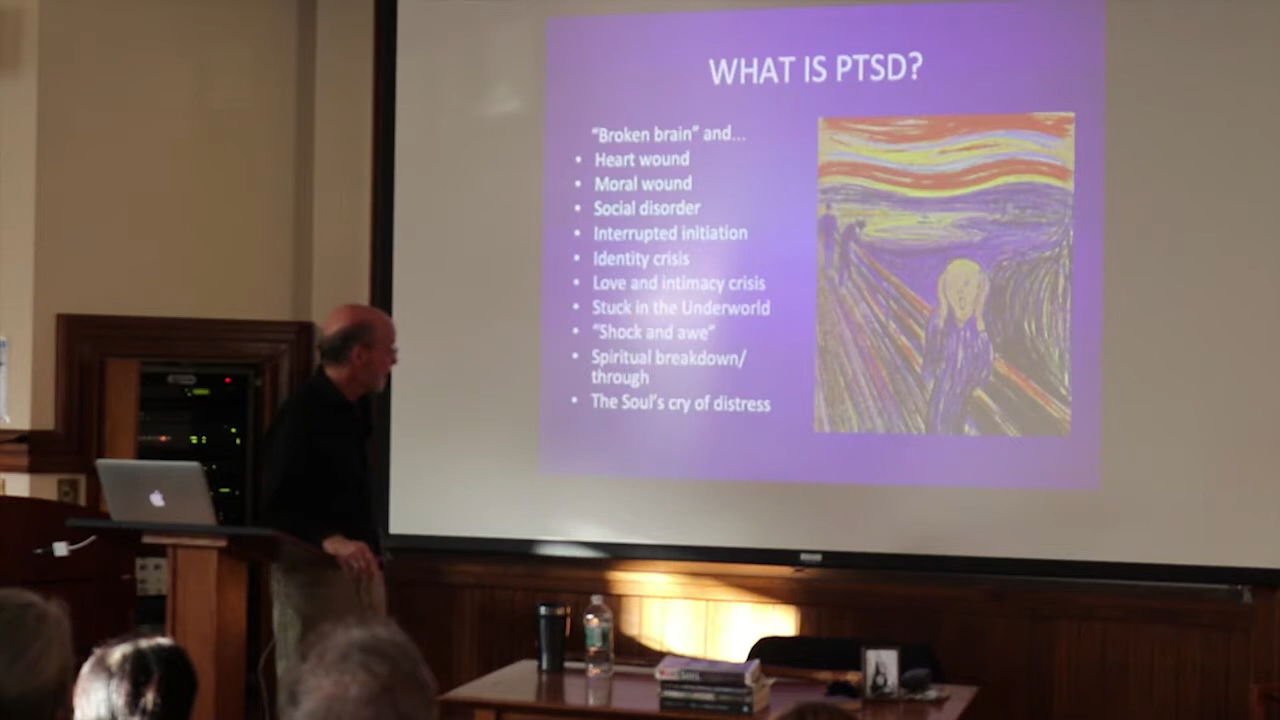 WHAT IS PTSD?
“Broken brain” and...
• Heart wound
• Moral wound
• Social disorder
• Interrupted initiation
• Identity crisis
• Love and intimacy crisis
• Stuck in the Underworld
• “Shock and awe”
• Spiritual breakdown/
through
• The Soul’s cry of distress